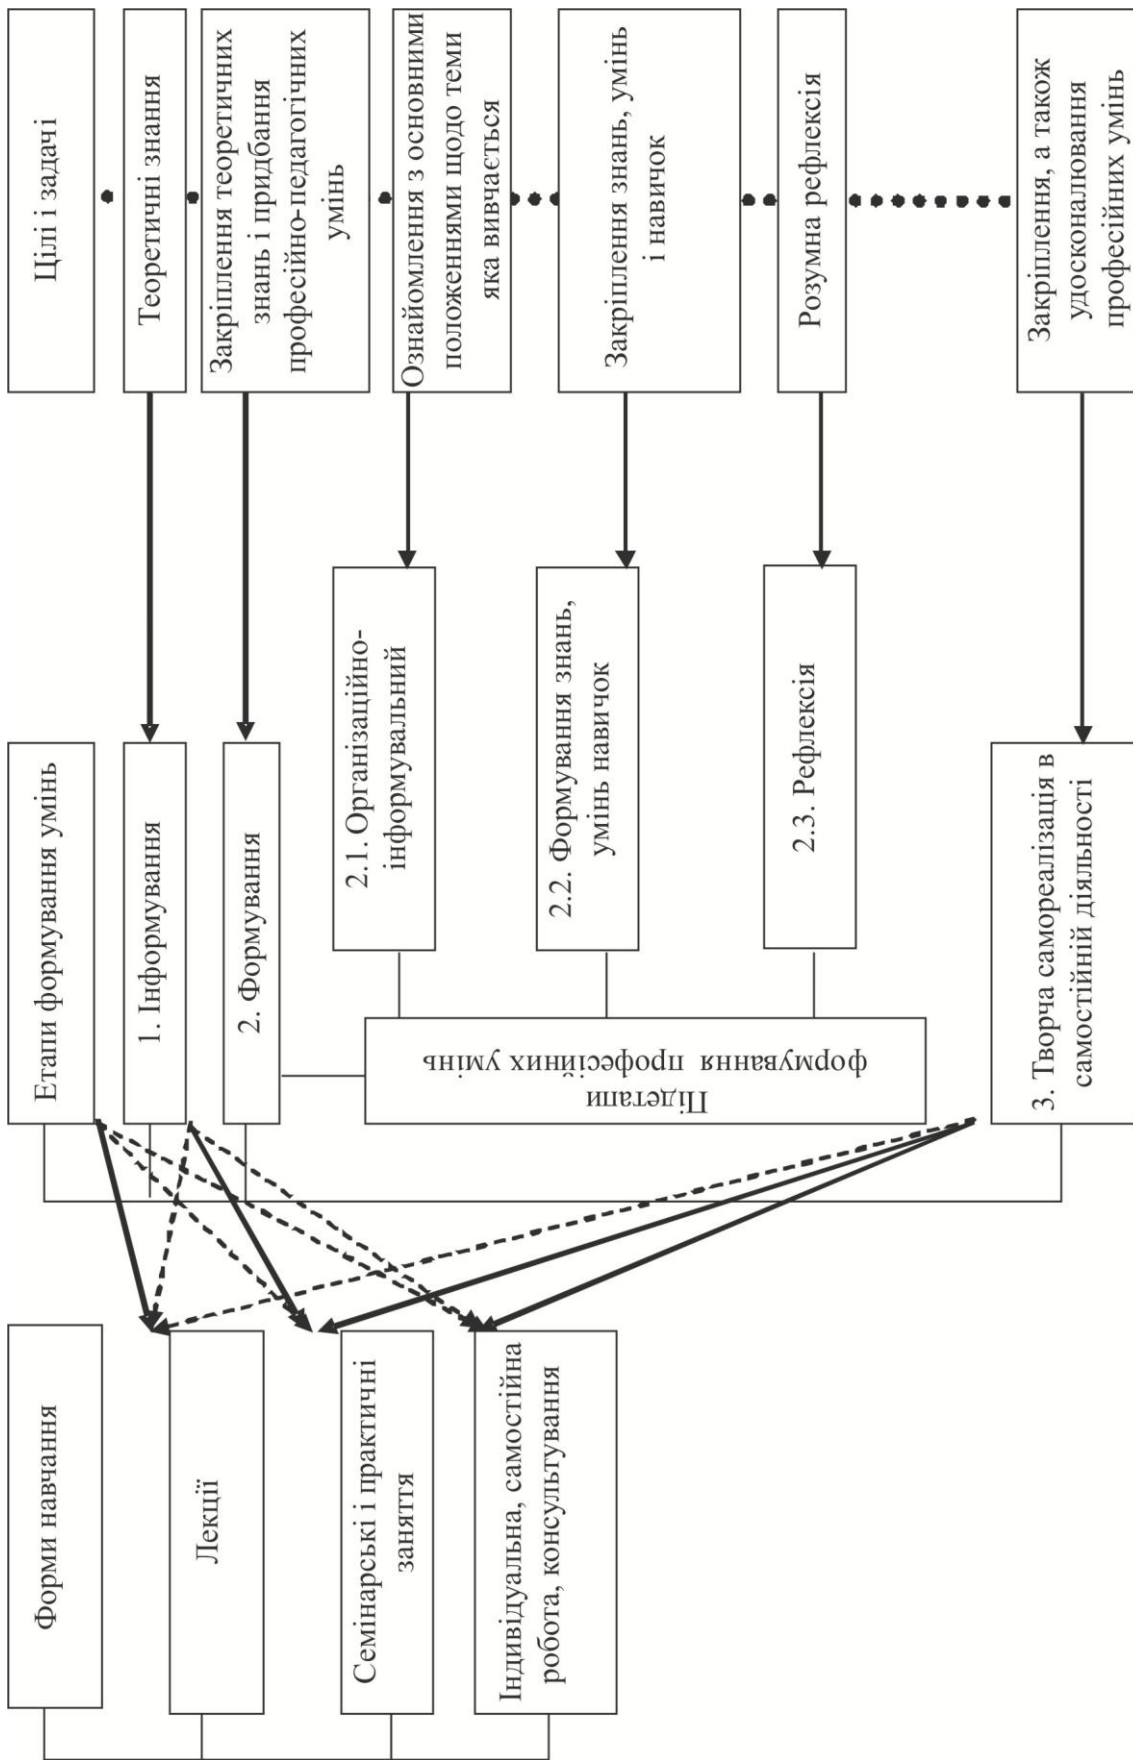 Форми навчання
Лекції
Семінарські і практичні
заняття
Індивідуальна, самостійна
робота, консультування
Етапи формування умінь
1. Інформування
2. Формування
Підетапи
формування професійних умінь
2.1. Організаційно-
інформувальний
2.2. Формування знань,
умінь навичок
2.3. Рефлексія
3. Творча самореалізація в
самостійній діяльності
Цілі і задачі
Теоретичні знання
Закріплення теоретичних
знань і придбання
професійно-педагогічних
умінь
Ознайомлення з основними
положеннями щодо теми
яка вивчається
Закріплення знань, умінь
і навичок
Розумна рефлексія
Закріплення, а також
удосконалювання
професійних умінь